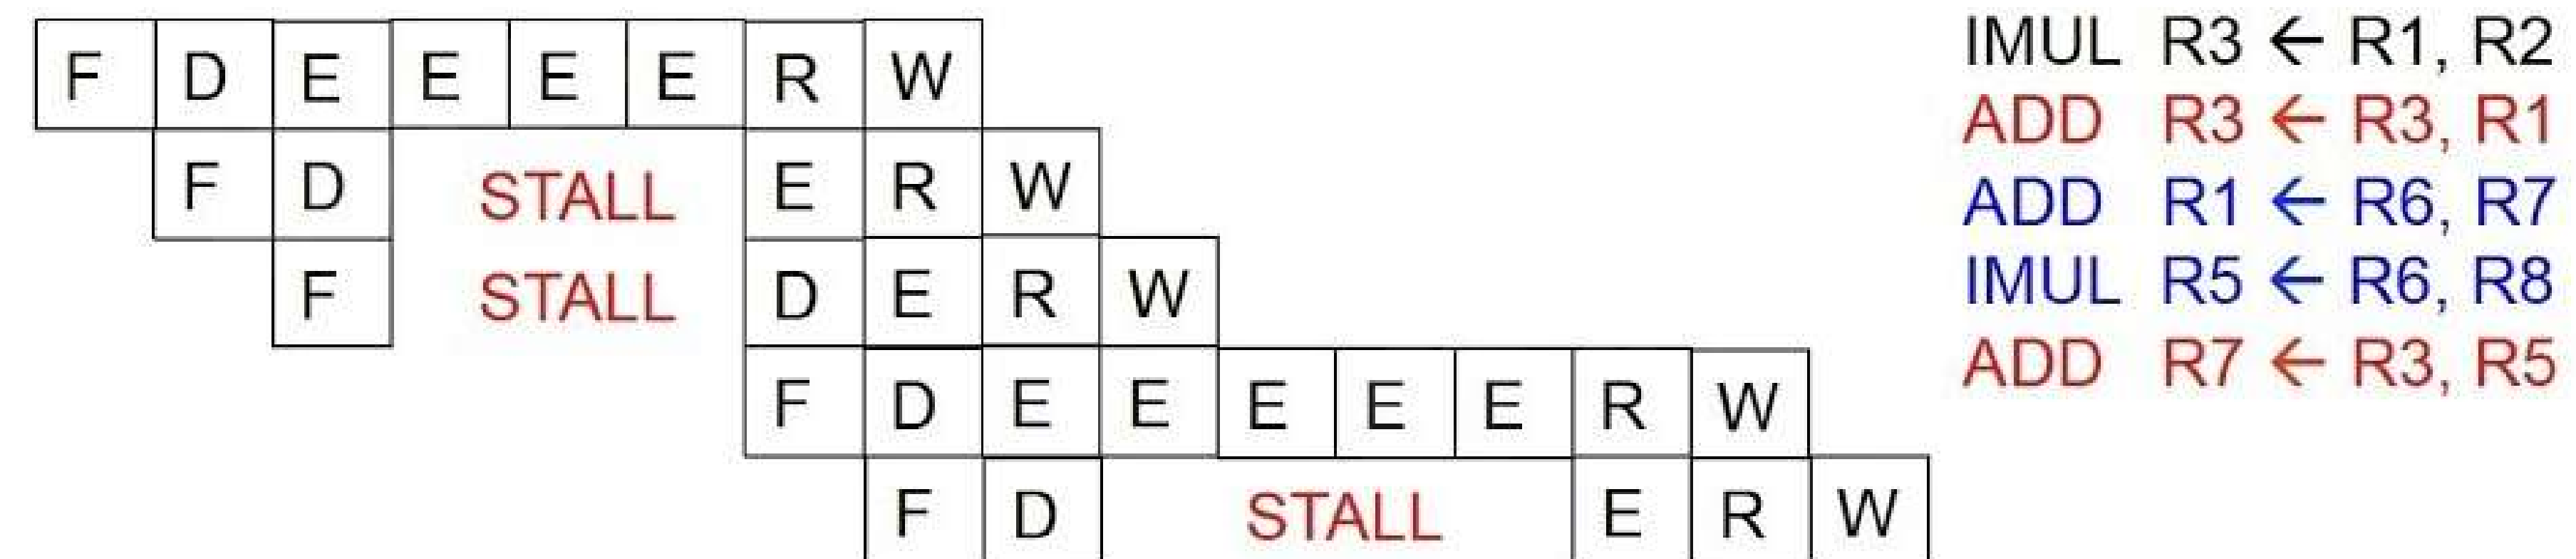 F D E E E E R W
IMUL R3 ← R1, R2
F D STALL E R W
ADD R3 ← R3, R1
F STALL D E R W
ADD R1 ← R6, R7
F D E E E E E R W
IMUL R5 ← R6, R8
F D STALL E R W
ADD R7 ← R3, R5